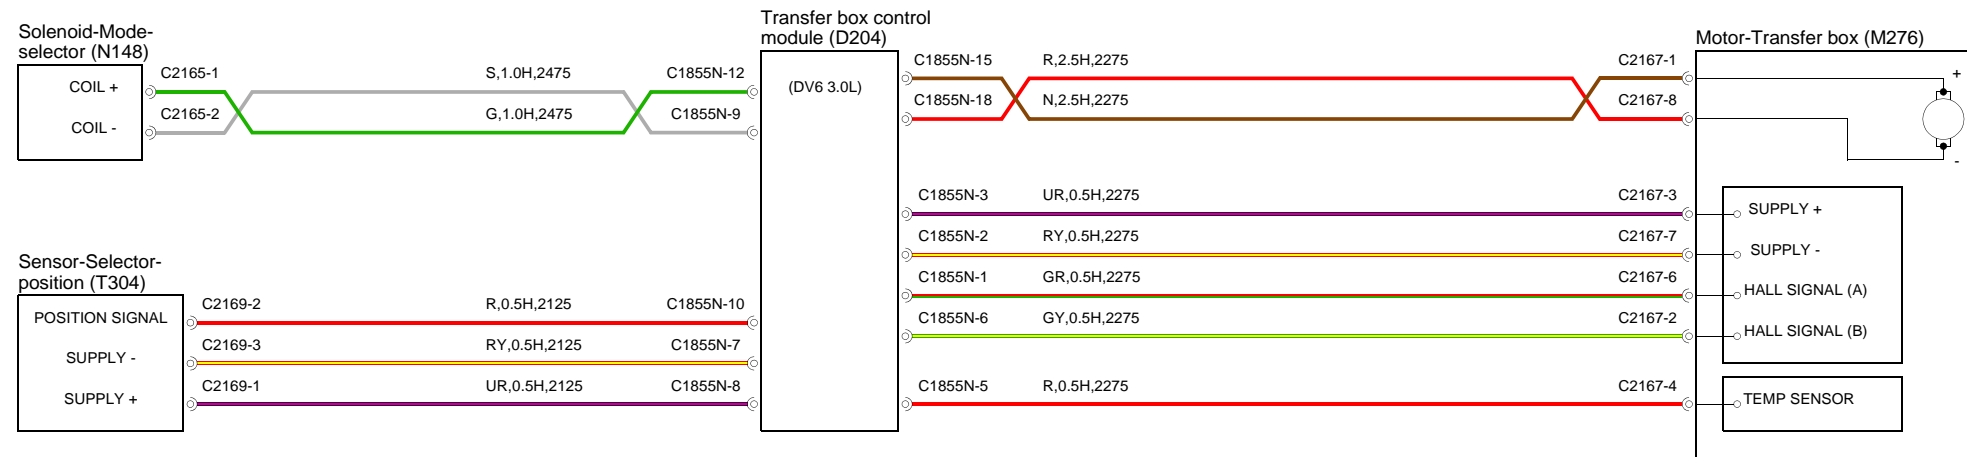 Solenoid-Mode-
selector (N148)
COIL +
COIL -
C2165-1
S,1.0H,2475
C1855N-12
C2165-2
G,1.0H,2475
C1855N-9
Sensor-Selector-
position (T304)
POSITION SIGNAL
SUPPLY -
SUPPLY +
C2169-2
R,0.5H,2125
C1855N-10
C2169-3
RY,0.5H,2125
C1855N-7
C2169-1
UR,0.5H,2125
C1855N-8
Transfer box control
module (D204)
(DV6 3.0L)
C1855N-15
R,2.5H,2275
C2167-1
C1855N-18
N,2.5H,2275
C2167-8
C1855N-3
UR,0.5H,2275
C2167-3
C1855N-2
RY,0.5H,2275
C2167-7
C1855N-1
GR,0.5H,2275
C2167-6
C1855N-6
GY,0.5H,2275
C2167-2
C1855N-5
R,0.5H,2275
C2167-4
Motor-Transfer box (M276)
+
-
SUPPLY +
SUPPLY -
HALL SIGNAL (A)
HALL SIGNAL (B)
TEMP SENSOR